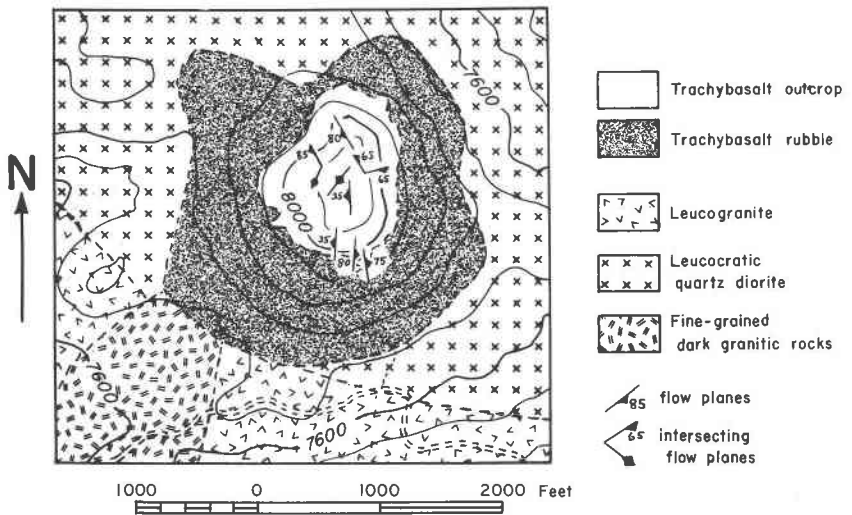 7600
Trachybasalt outcrop
Trachybasalt rubble
N
80
85
65
65
35
8000
35
80
75
Leucogranite
Leucocratic
quartz diorite
Fine-grained
dark granitic rocks
7600
7600
85 flow planes
65 intersecting
flow planes
1000 0 1000 2000 Feet